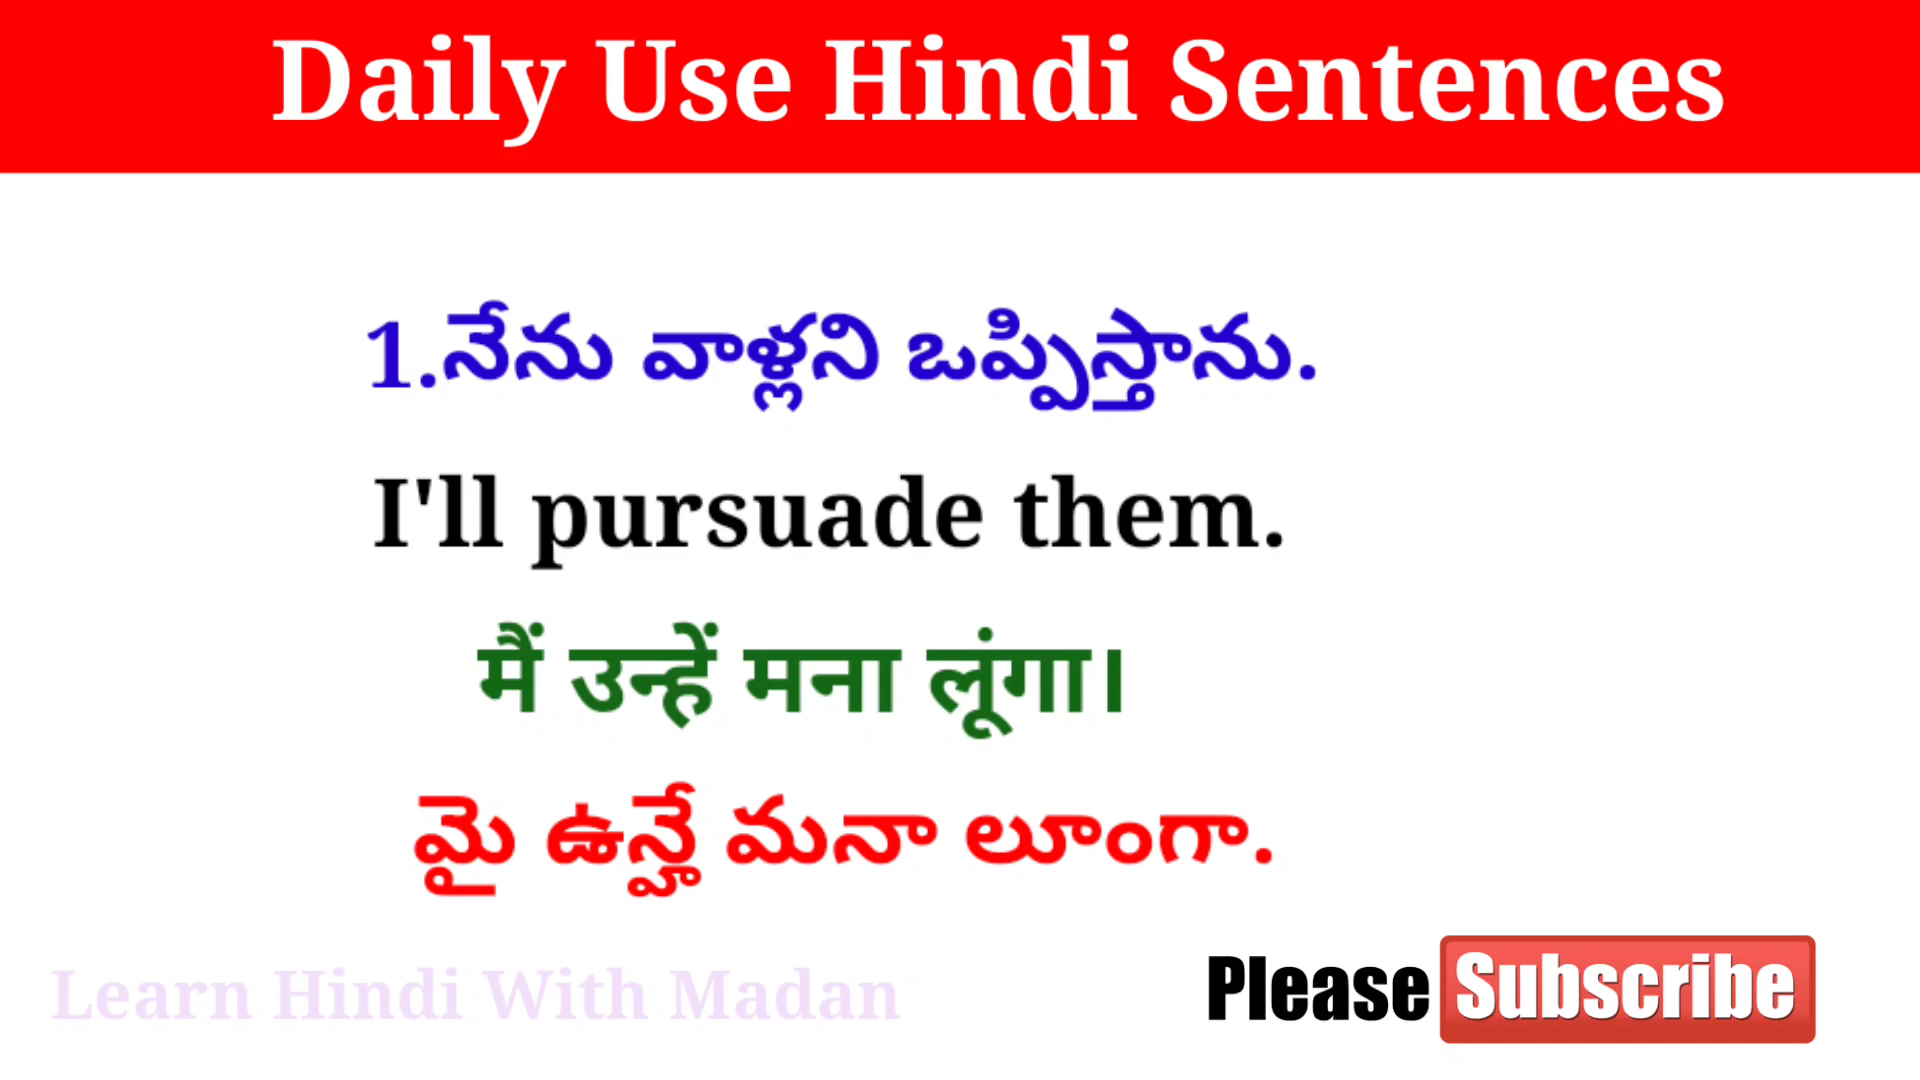 Daily Use Hindi Sentences
1.నేను వాళ్లని ఒప్పిస్తాను.
I'll pursuade them.
मैं उन्हें मना लूंगा।
మై ఉన్హే మనా లూంగా.
Learn Hindi With Madan
Please Subscribe